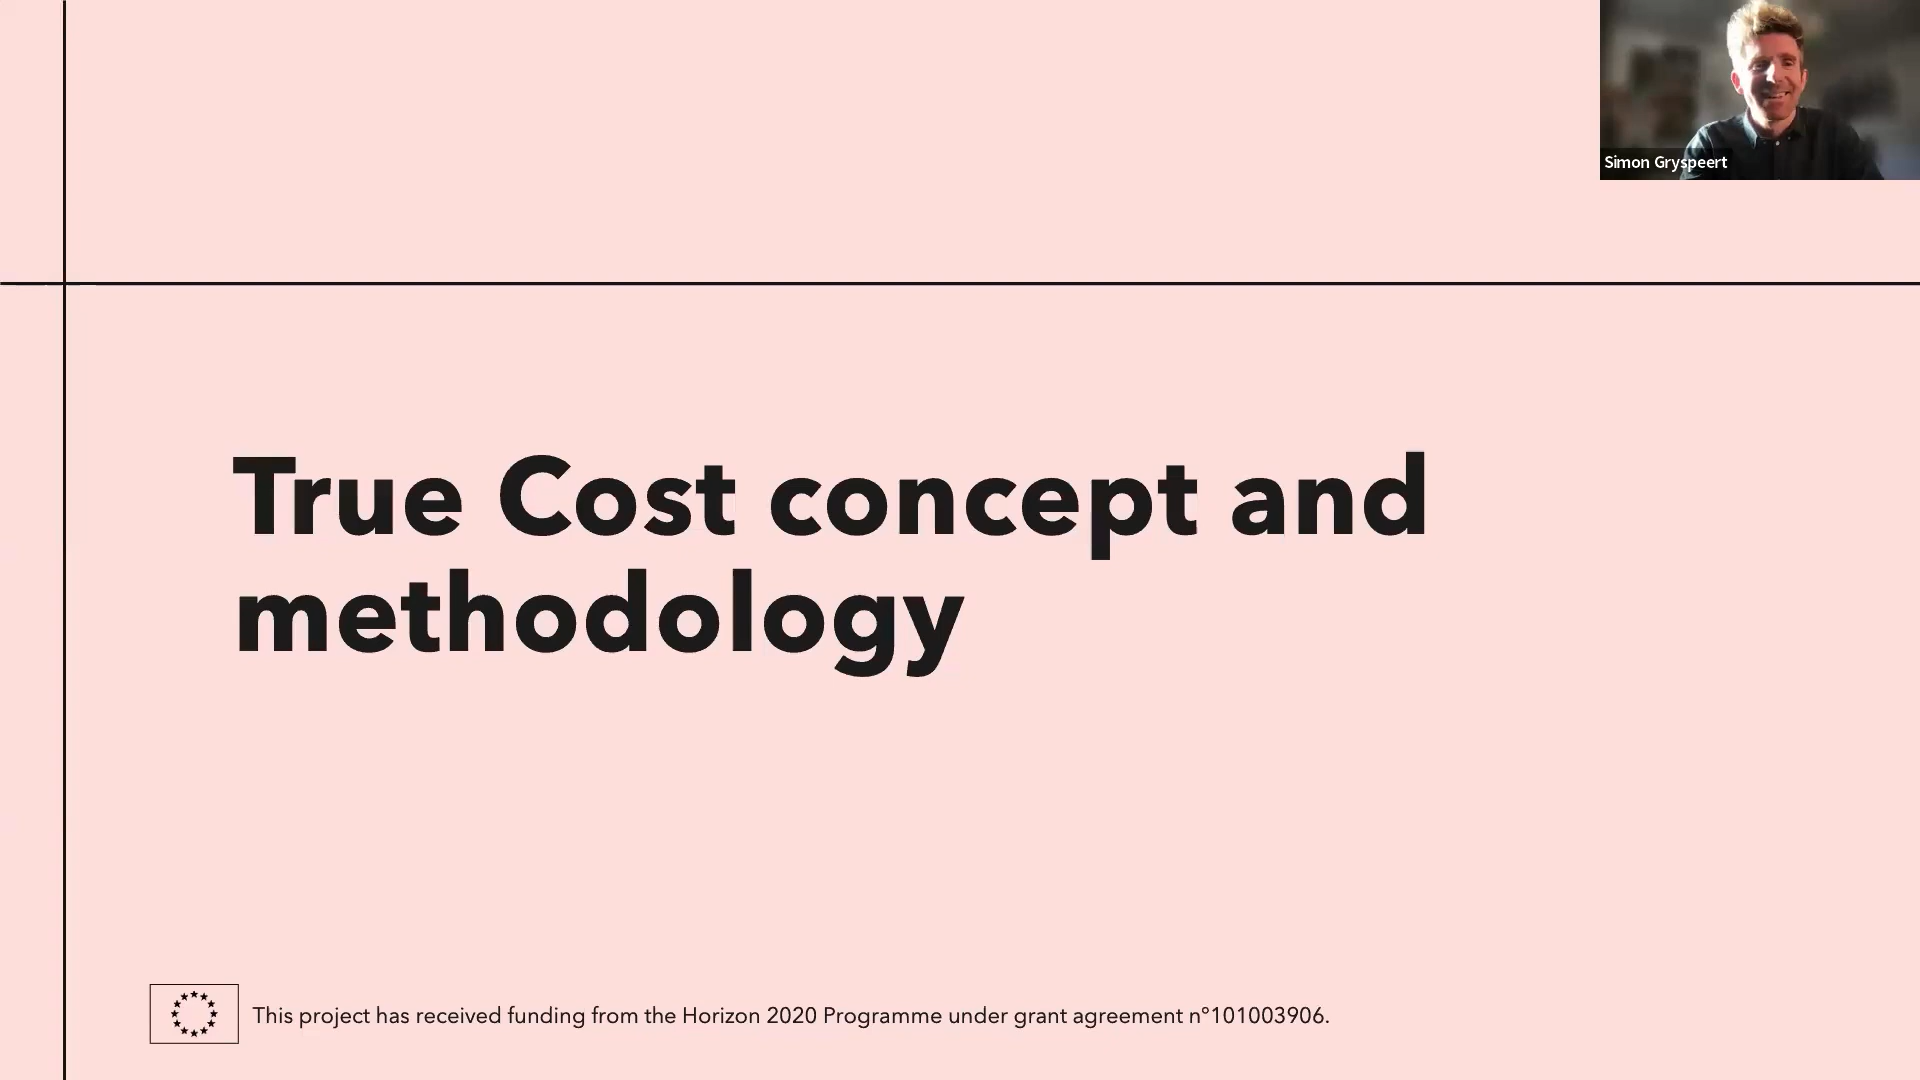 Simon Gryspeert
True Cost concept and
methodology
This project has received funding from the Horizon 2020 Programme under grant agreement n°101003906.